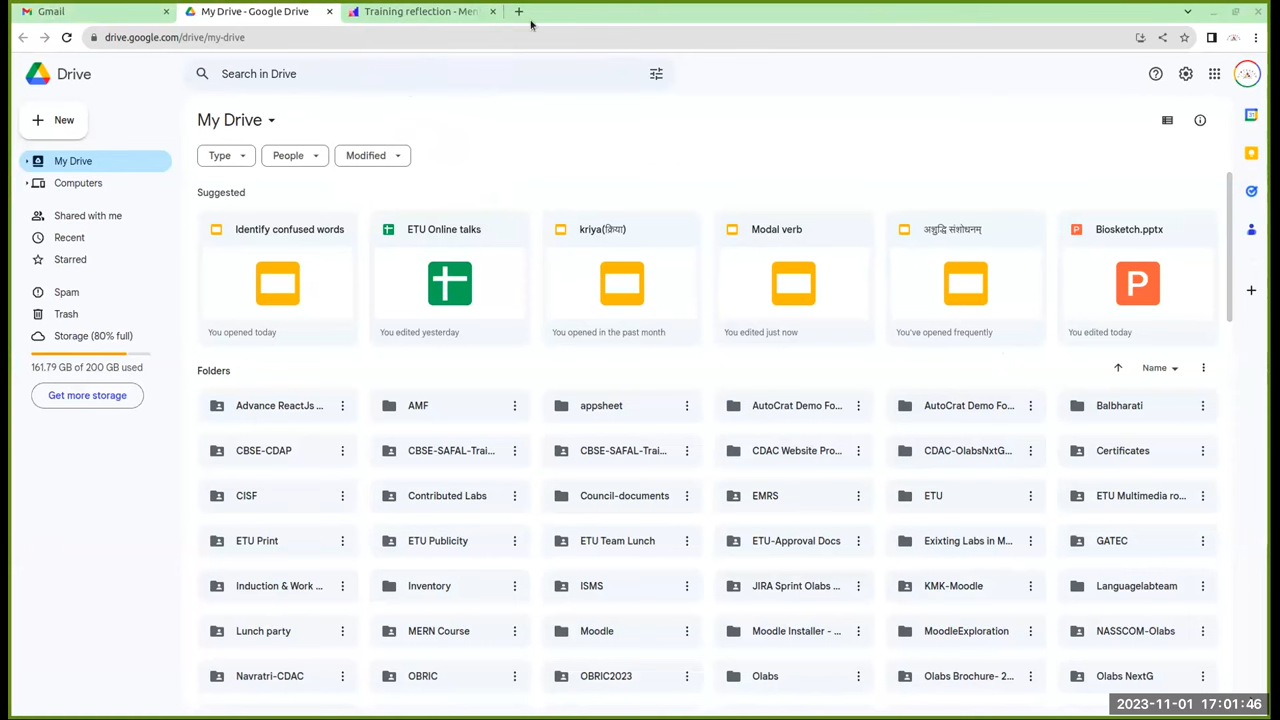 Gmail
My Drive - Google Drive
Training reflection - Men
drive.google.com/drive/my-drive
Drive
Search in Drive
New
My Drive
Type
People
Modified
My Drive
Computers
Shared with me
Recent
Starred
Spam
Trash
Storage (80% full)
161.79 GB of 200 GB used
Get more storage
Suggested
Identify confused words
ETU Online talks
kriya(क्रिया)
Modal verb
अशुद्धि संशोधनम्
Biosketch.pptx
P
P
You opened today
You edited yesterday
You opened in the past month
You edited just now
You've opened frequently
You edited today
Folders
Name
Advance ReactJs ...
AMF
appsheet
AutoCrat Demo Fo...
AutoCrat Demo Fo...
Balbharati
CBSE-CDAP
CBSE-SAFAL-Trai...
CBSE-SAFAL-Trai...
CDAC Website Pro...
CDAC-OlabsNxtG...
Certificates
CISF
Contributed Labs
Council-documents
EMRS
ETU
ETU Multimedia ro...
ETU Print
ETU Publicity
ETU Team Lunch
ETU-Approval Docs
Exixting Labs in M...
GATEC
Induction & Work ...
Inventory
ISMS
JIRA Sprint Olabs ...
KMK-Moodle
Languagelabteam
Lunch party
MERN Course
Moodle
Moodle Installer - ...
MoodleExploration
NASSCOM-Olabs
Navratri-CDAC
OBRIC
OBRIC2023
Olabs
Olabs Brochure- 2...
Olabs NextG
2023-11-01 17:01:46